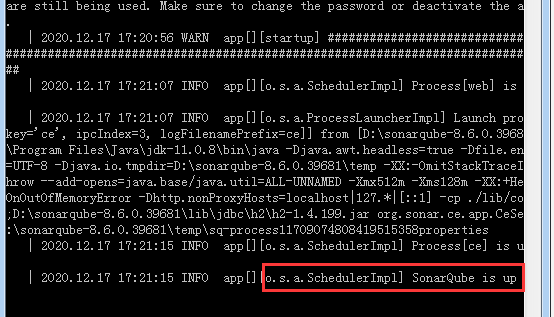 are still being used. Make sure to change the password or deactivate the a
.
| 2020.12.17 17:20:56 WARN app[][startup] ############################
##########################################################################
##
| 2020.12.17 17:21:07 INFO app[][o.s.a.SchedulerImpl] Process[web] is
| 2020.12.17 17:21:07 INFO app[][o.s.a.ProcessLauncherImpl] Launch pro
key='ce', ipcIndex=3, logFilenamePrefix=ce]] from [D:\sonarqube-8.6.0.3968
\Program Files\Java\jdk-11.0.8\bin\java -Djava.awt.headless=true -Dfile.en
=UTF-8 -Djava.io.tmpdir=D:\sonarqube-8.6.0.39681\temp -XX:-OmitStackTraceI
hrow --add-opens=java.base/java.util=ALL-UNNAMED -Xmx512m -Xms128m -XX:+He
OnOutOfMemoryError -Dhttp.nonProxyHosts=localhost|127.*|[::1] -cp ./lib/co
;D:\sonarqube-8.6.0.39681\lib\jdbc\h2\h2-1.4.199.jar org.sonar.ce.app.CeSe
:\sonarqube-8.6.0.39681\temp\sq-process11709074808419515358properties
| 2020.12.17 17:21:15 INFO app[][o.s.a.SchedulerImpl] Process[ce] is u
| 2020.12.17 17:21:15 INFO app[][o.s.a.SchedulerImpl] SonarQube is up